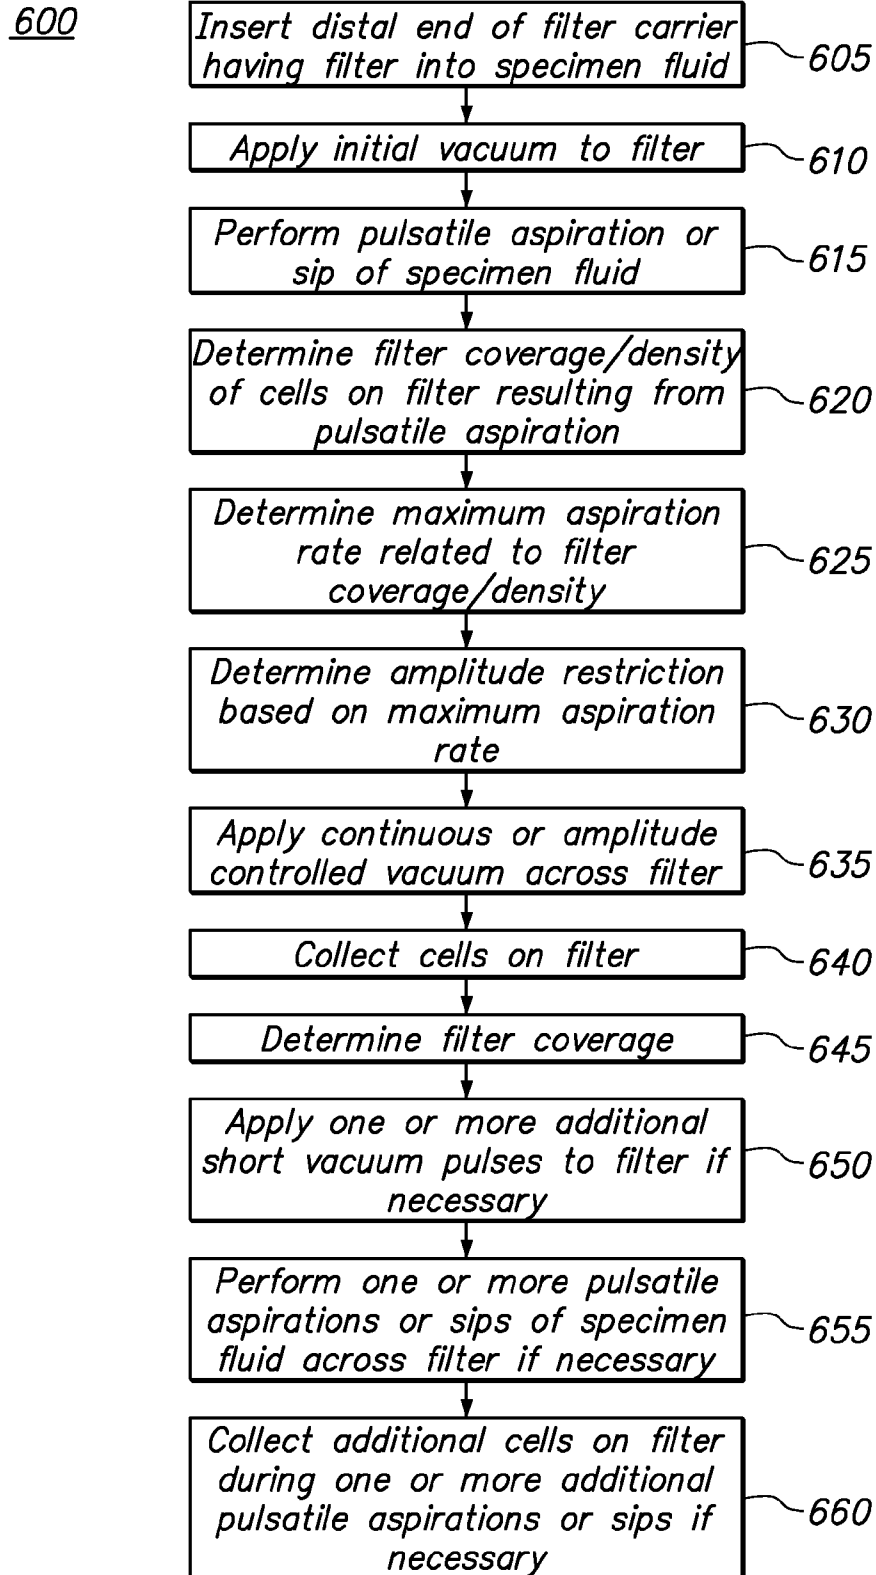 600
Insert distal end of filter carrier
having filter into specimen fluid
605
Apply initial vacuum to filter
610
Perform pulsatile aspiration or
sip of specimen fluid
615
Determine filter coverage/density
of cells on filter resulting from
pulsatile aspiration
620
Determine maximum aspiration
rate related to filter
coverage/density
625
Determine amplitude restriction
based on maximum aspiration
rate
630
Apply continuous or amplitude
controlled vacuum across filter
635
Collect cells on filter
640
Determine filter coverage
645
Apply one or more additional
short vacuum pulses to filter if
necessary
650
Perform one or more pulsatile
aspirations or sips of specimen
fluid across filter if necessary
655
Collect additional cells on filter
during one or more additional
pulsatile aspirations or sips if
necessary
660